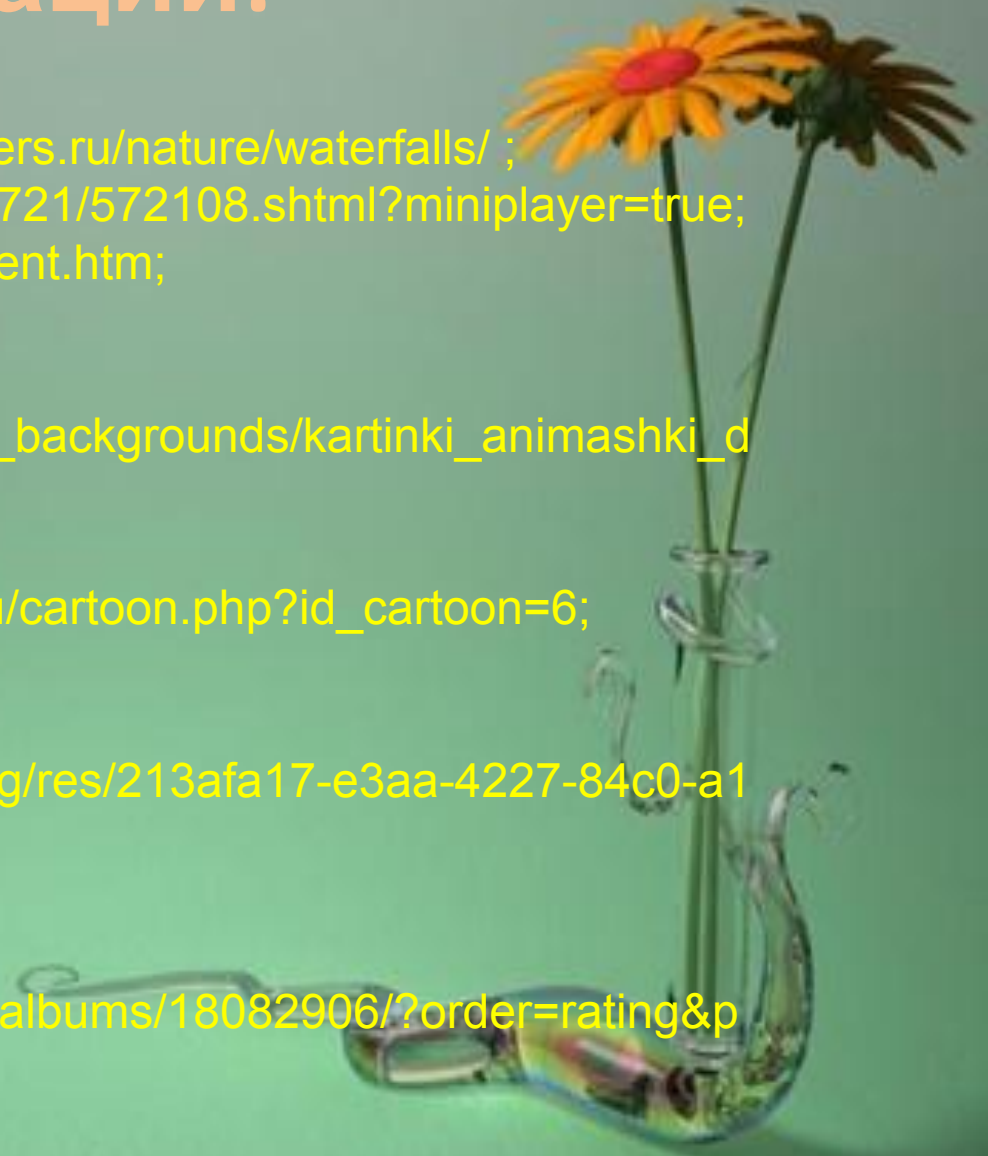 ации:
ers.ru/nature/waterfalls/ ;
721/572108.shtml?miniplayer=true;
ent.htm;
_backgrounds/kartinki_animashki_d
u/cartoon.php?id_cartoon=6;
g/res/213afa17-e3aa-4227-84c0-a1
albums/18082906/?order=rating&p